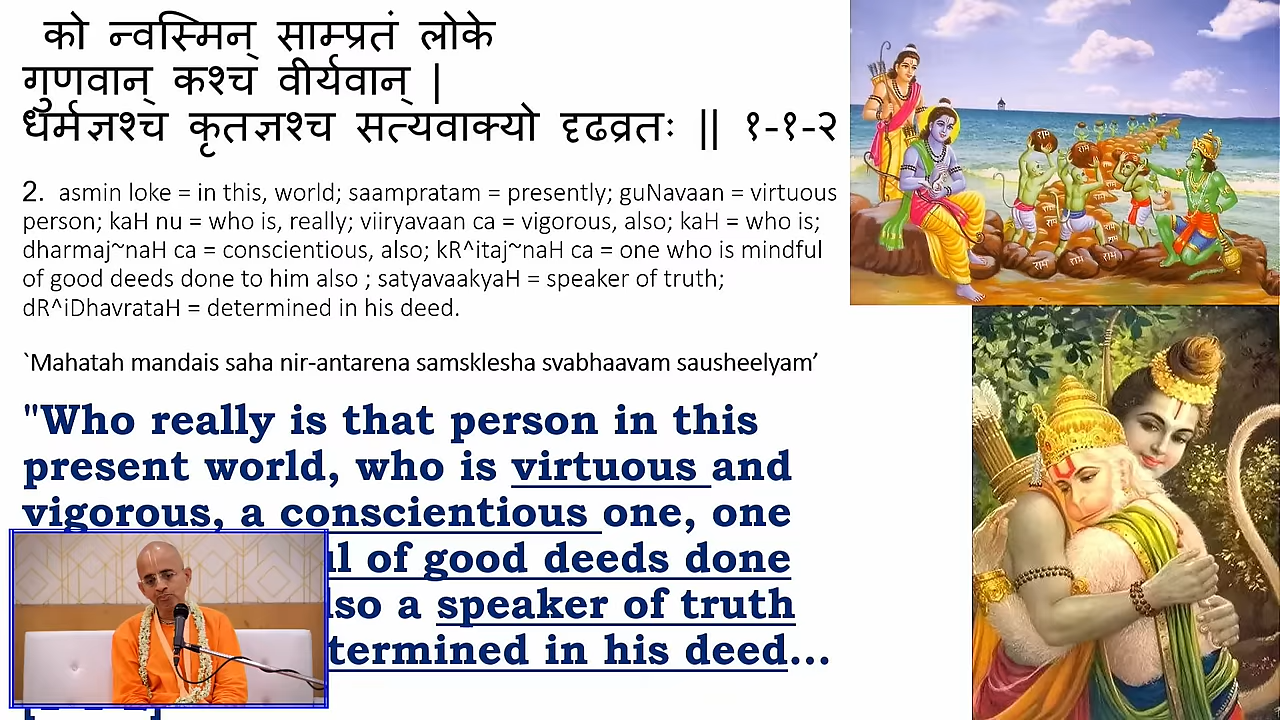 को न्वस्मिन् साम्प्रतं लोके
गुणवान् कश्च वीर्यवान् |
धर्मज्ञश्च कृतज्ञश्च सत्यवाक्यो दृढव्रतः || १-१-२
2. asmin loke = in this, world; saampratam = presently; guNavaan = virtuous
person; kaH nu = who is, really; viiryavaan ca = vigorous, also; kaH = who is;
dharmaj~naH ca = conscientious, also; kR^itaj~naH ca = one who is mindful
of good deeds done to him also ; satyavaakyaH = speaker of truth;
dR^iDhavrataH = determined in his deed.
`Mahatah mandais saha nir-antarena samsklesha svabhaavam sausheelyam’
"Who really is that person in this
present world, who is virtuous and
vigorous, a conscientious one, one
of good deeds done
a speaker of truth
in his deed...
राम
राम
राम
राम
राम
राम
राम
राम
राम